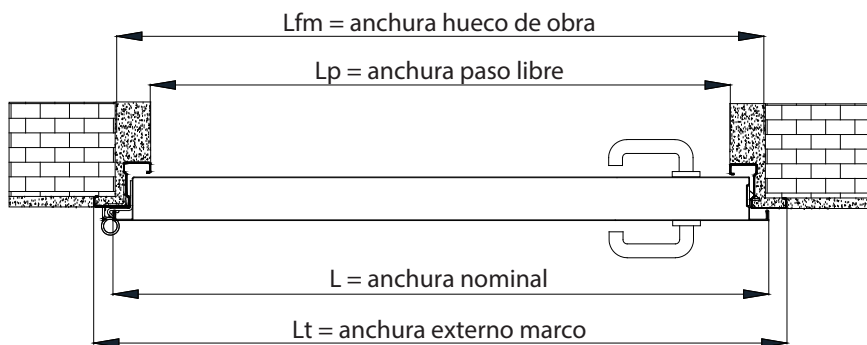 Lfm = anchura hueco de obra
Lp = anchura paso libre
L = anchura nominal
Lt = anchura externo marco